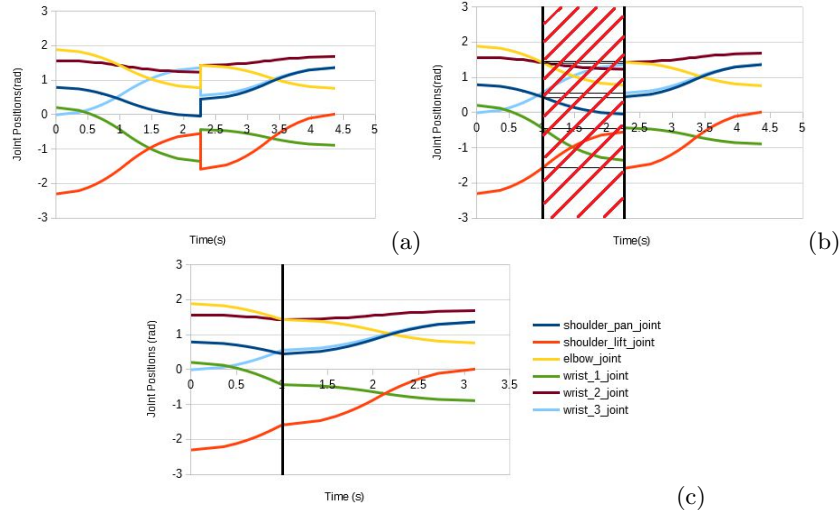 3
2
1
0
-1
-2
-3
0 0.5 1 1.5 2 2.5 3 3.5 4 4.5 5
Joint Positions(rad)
Time(s)
(a)
3
2
1
0
-1
-2
-3
0 0.5 1 1.5 2 2.5 3 3.5 4 4.5 5
Joint Positions(rad)
Time(s)
(b)
3
2
1
0
-1
-2
-3
0 0.5 1 1.5 2 2.5 3 3.5
Joint Positions (rad)
Time (s)
shoulder_pan_joint
shoulder_lift_joint
elbow_joint
wrist_1_joint
wrist_2_joint
wrist_3_joint
(c)